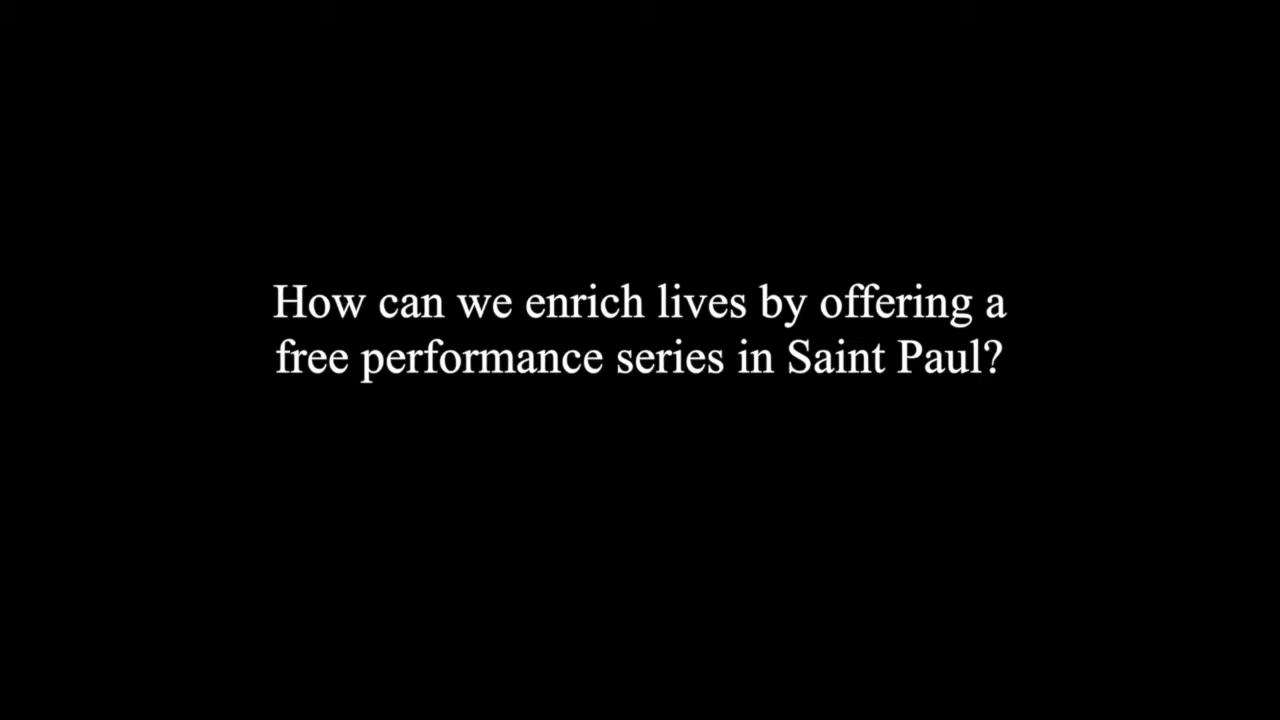 How can we enrich lives by offering a
free performance series in Saint Paul?